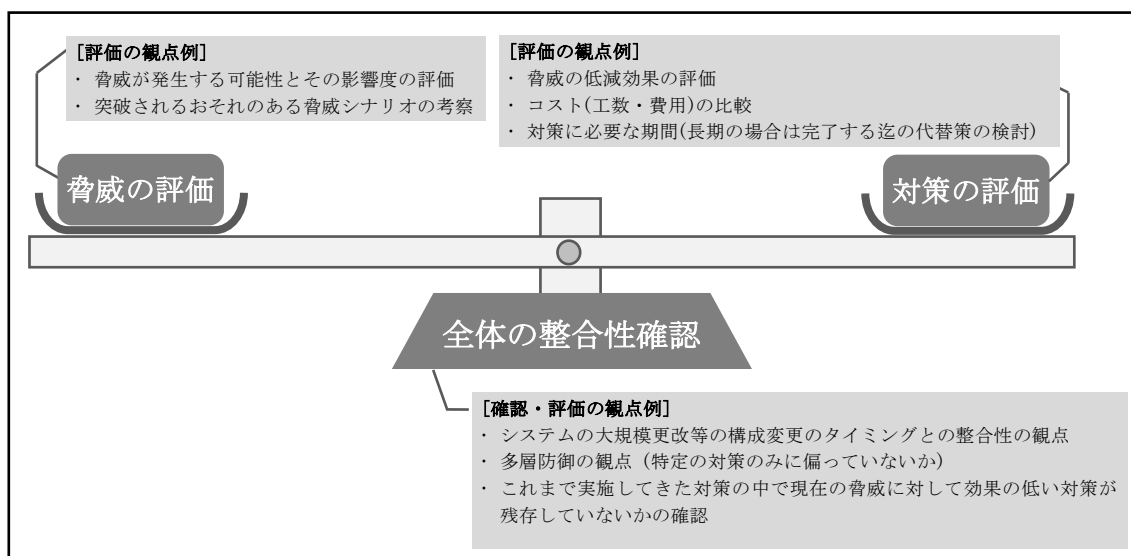 [評価の観点例]
・ 脅威が発生する可能性とその影響度の評価
・ 突破されるおそれのある脅威シナリオの考察
[評価の観点例]
・ 脅威の低減効果の評価
・ コスト(工数・費用)の比較
・ 対策に必要な期間(長期の場合は完了する迄の代替策の検討)
脅威の評価
対策の評価
全体の整合性確認
[確認・評価の観点例]
・ システムの大規模更改等の構成変更のタイミングとの整合性の観点
・ 多層防御の観点（特定の対策のみに偏っていないか）
・ これまで実施してきた対策の中で現在の脅威に対して効果の低い対策が
残存していないかの確認